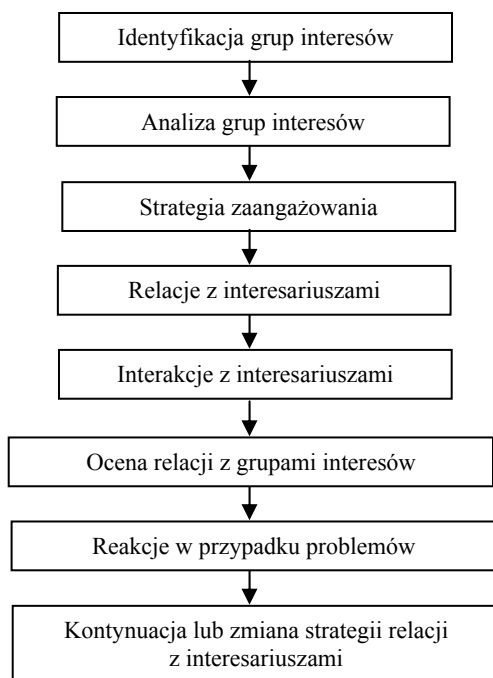 Identyfikacja grup interesów
Analiza grup interesów
Strategia zaangażowania
Relacje z interesariuszami
Interakcje z interesariuszami
Ocena relacji z grupami interesów
Reakcje w przypadku problemów
Kontynuacja lub zmiana strategii relacji
z interesariuszami